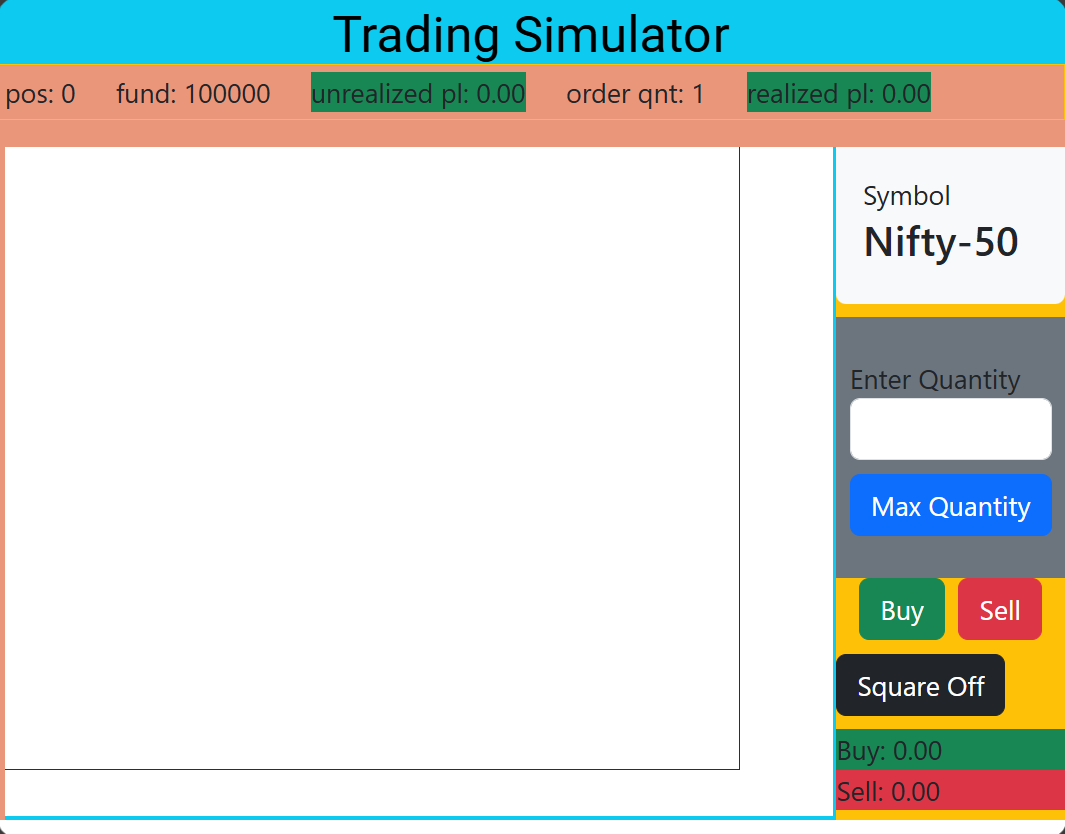 Trading Simulator
pos: 0 fund: 100000 unrealized pl: 0.00 order qnt: 1 realized pl: 0.00
Symbol
Nifty-50
Enter Quantity
Max Quantity
Buy Sell
Square Off
Buy: 0.00
Sell: 0.00